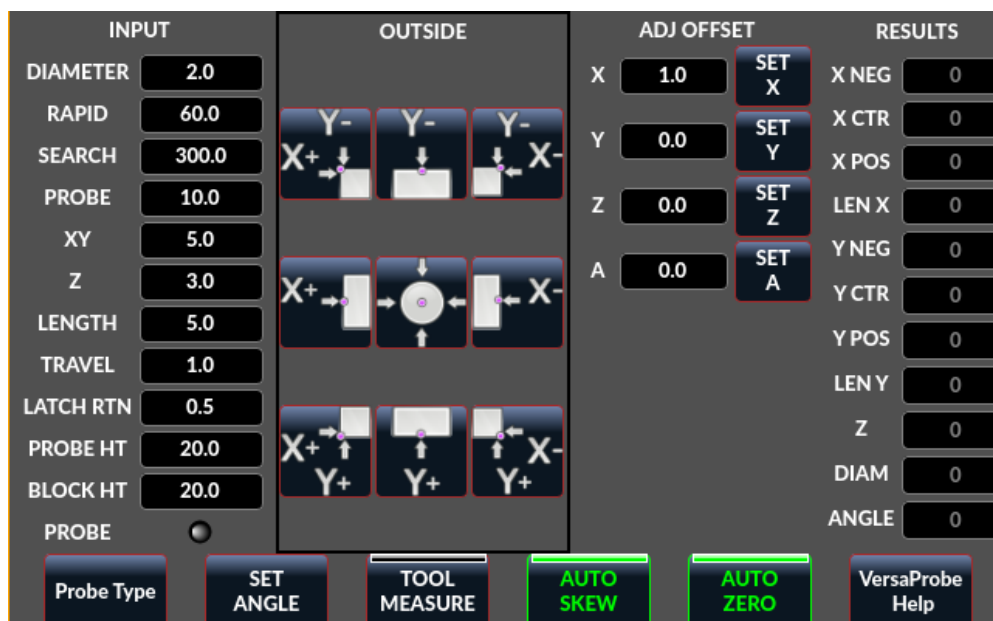 INPUT
DIAMETER 2.0
RAPID 60.0
SEARCH 300.0
PROBE 10.0
XY 5.0
Z 3.0
LENGTH 5.0
TRAVEL 1.0
LATCH RTN 0.5
PROBE HT 20.0
BLOCK HT 20.0
PROBE
OUTSIDE
Y- Y- Y-
X+ X-
X+ X-
X+ X-
Y+ Y+ Y+
ADJ OFFSET
X 1.0 SET X
Y 0.0 SET Y
Z 0.0 SET Z
A 0.0 SET A
RESULTS
X NEG 0
X CTR 0
X POS 0
LEN X 0
Y NEG 0
Y CTR 0
Y POS 0
LEN Y 0
Z 0
DIAM 0
ANGLE 0
Probe Type
SET
ANGLE
TOOL
MEASURE
AUTO
SKEW
AUTO
ZERO
VersaProbe
Help